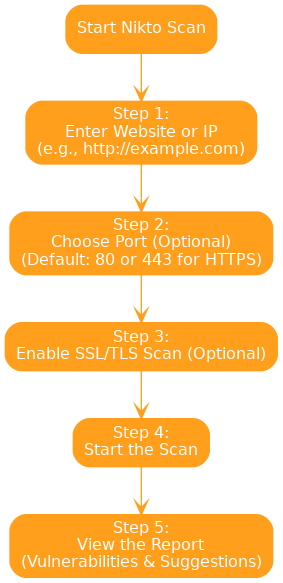 Start Nikto Scan
Step 1:
Enter Website or IP
(e.g., http://example.com)
Step 2:
Choose Port (Optional)
(Default: 80 or 443 for HTTPS)
Step 3:
Enable SSL/TLS Scan (Optional)
Step 4:
Start the Scan
Step 5:
View the Report
(Vulnerabilities & Suggestions)